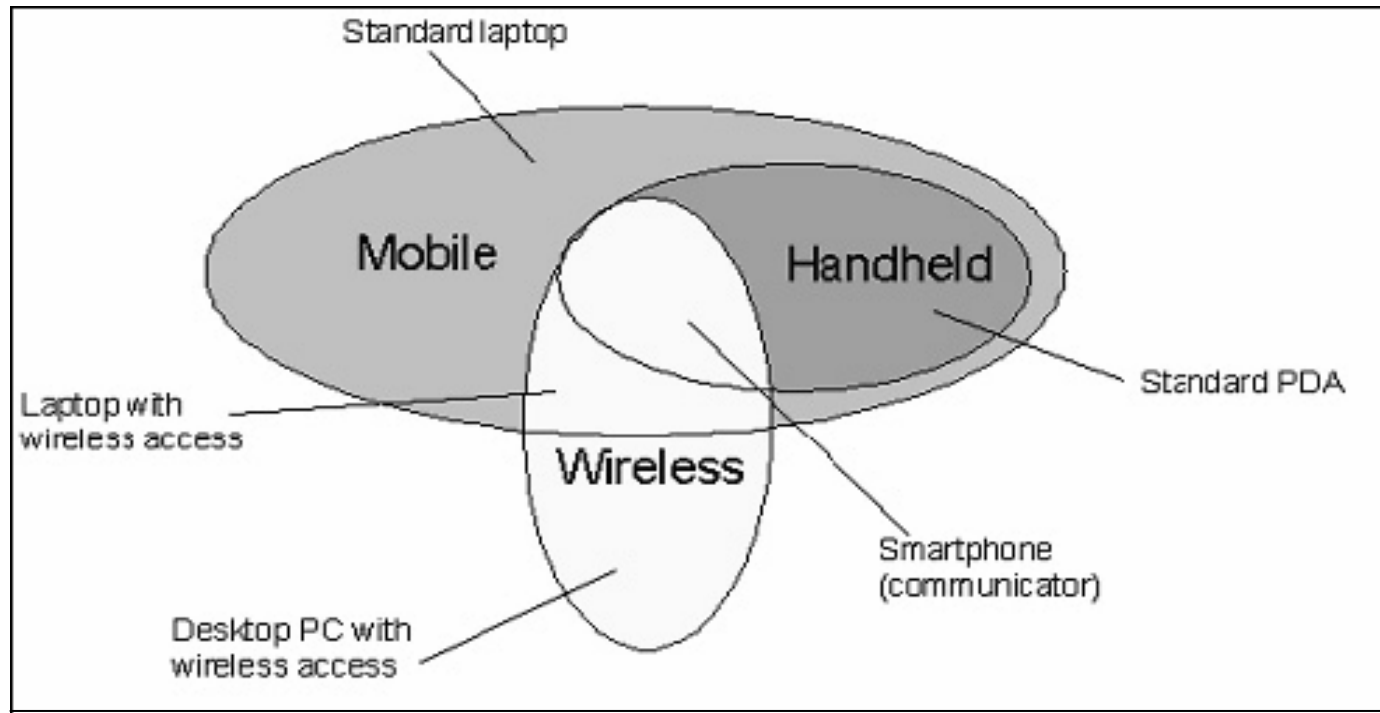 Standard laptop
Mobile
Handheld
Standard PDA
Laptop with
wireless access
Wireless
Smartphone
(communicator)
Desktop PC with
wireless access